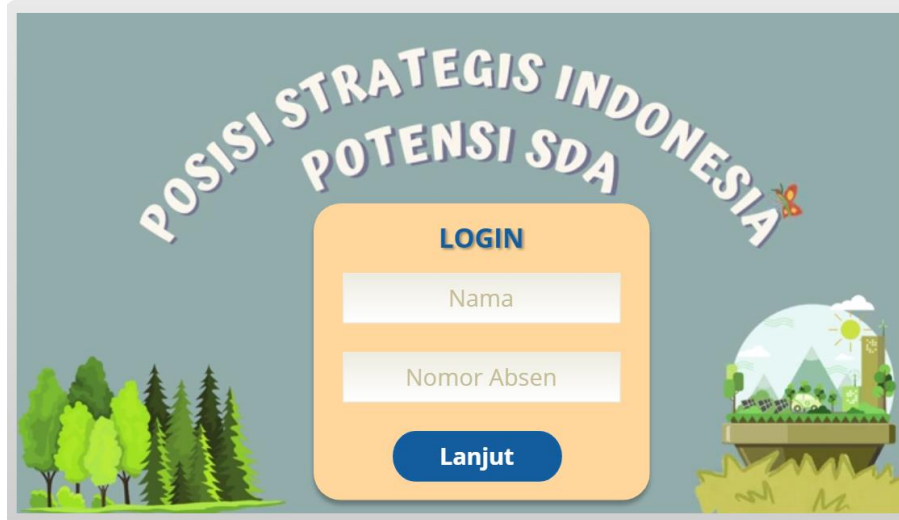 POSISI STRATEGIS INDONESIA
POTENSI SDA
LOGIN
Nama
Nomor Absen
Lanjut